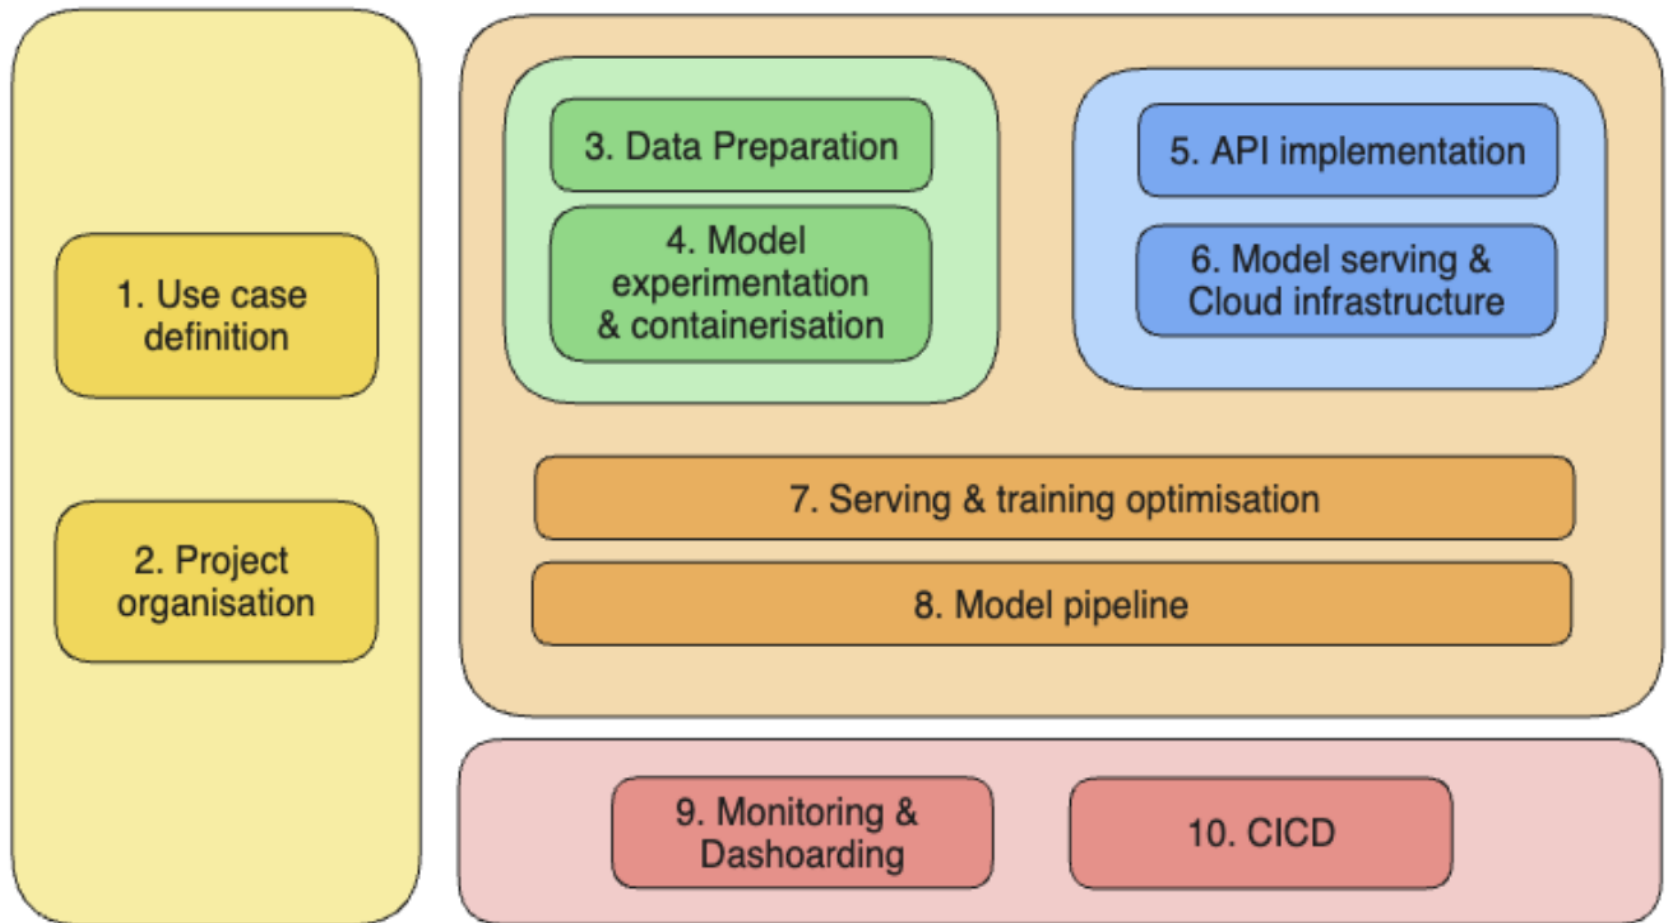 1. Use case
definition
2. Project
organisation
3. Data Preparation
4. Model
experimentation
& containerisation
5. API implementation
6. Model serving &
Cloud infrastructure
7. Serving & training optimisation
8. Model pipeline
9. Monitoring &
Dashoarding
10. CICD